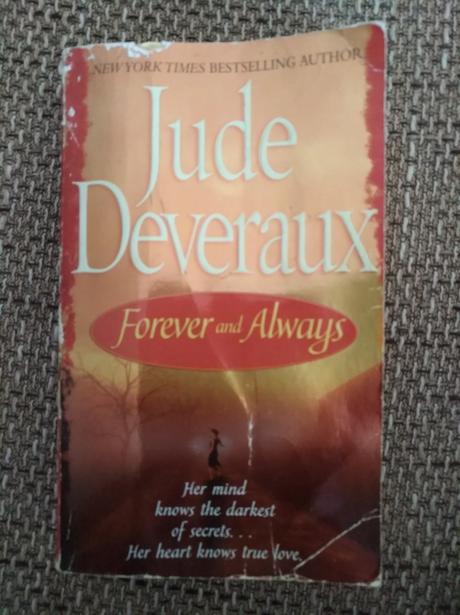 NEW YORK TIMES BESTSELLING AUTHOR
Jude
Deveraux
Forever and Always
Her mind
knows the darkest
of secrets. . .
Her heart knows true love.